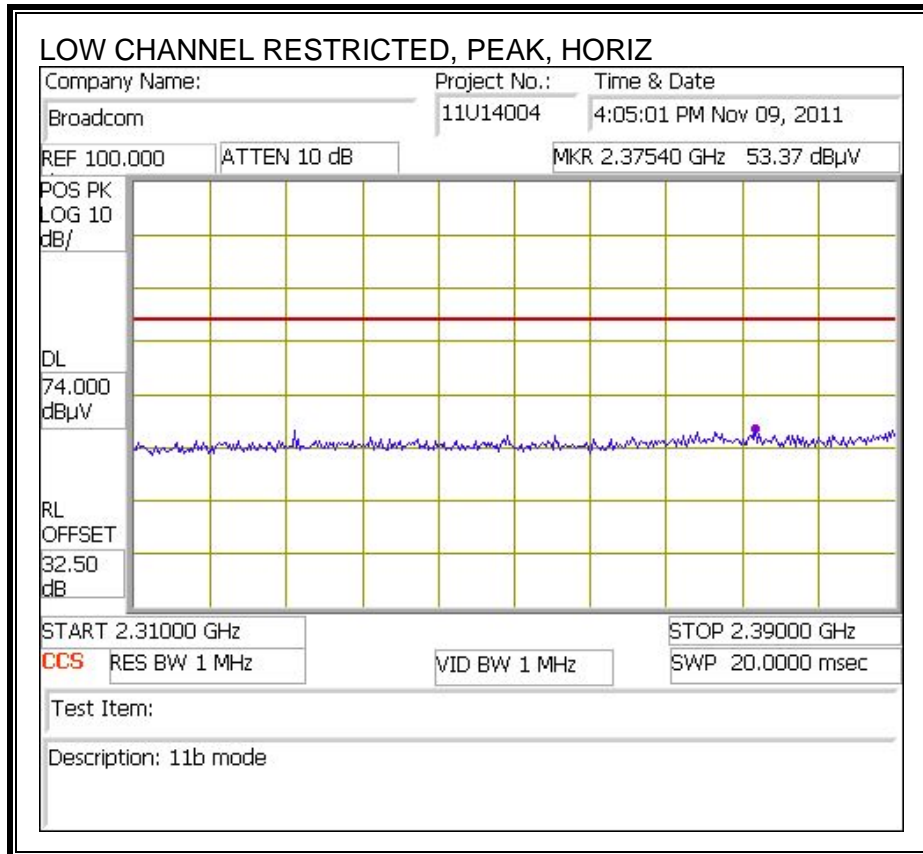 LOW CHANNEL RESTRICTED, PEAK, HORIZ
Company Name: Project No.: Time & Date
Broadcom 11U14004 4:05:01 PM Nov 09, 2011
REF 100.000 ATTEN 10 dB MKR 2.37540 GHz 53.37 dBµV
POS PK
LOG 10
dB/
DL
74.000
dBµV
RL
OFFSET
32.50
dB
START 2.31000 GHz STOP 2.39000 GHz
CCS RES BW 1 MHz VID BW 1 MHz SWP 20.0000 msec
Test Item:
Description: 11b mode